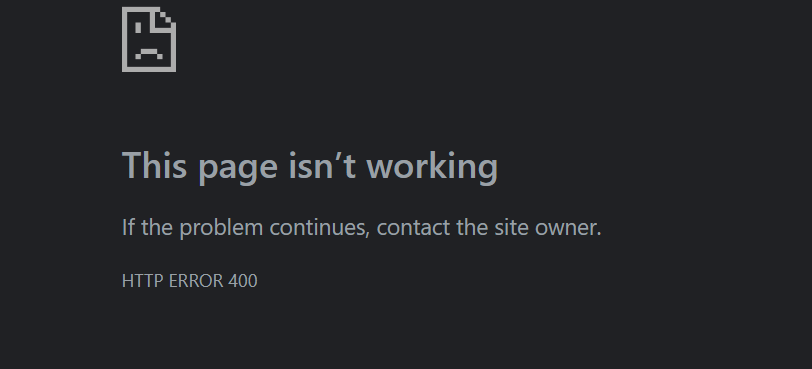 This page isn’t working
If the problem continues, contact the site owner.
HTTP ERROR 400